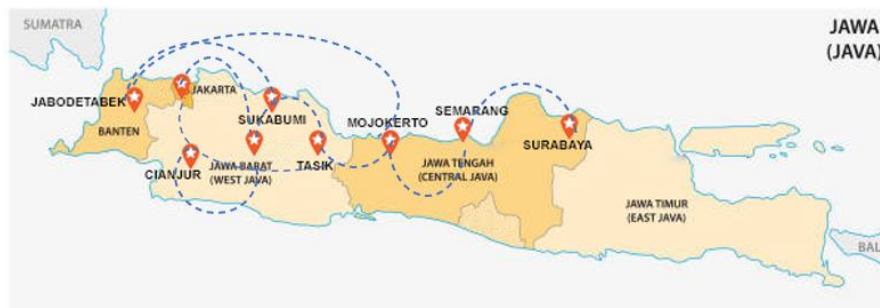 SUMATRA
JAWA
(JAVA)
JAKARTA
JABODETABEK
SUKABUMI
SEMARANG
MOJOKERTO
BANTEN
SURABAYA
TASIK
CIANJUR
JAWA BARAT
(WEST JAVA)
JAWA TENGAH
(CENTRAL JAVA)
JAWA TIMUR
(EAST JAVA)
BAL